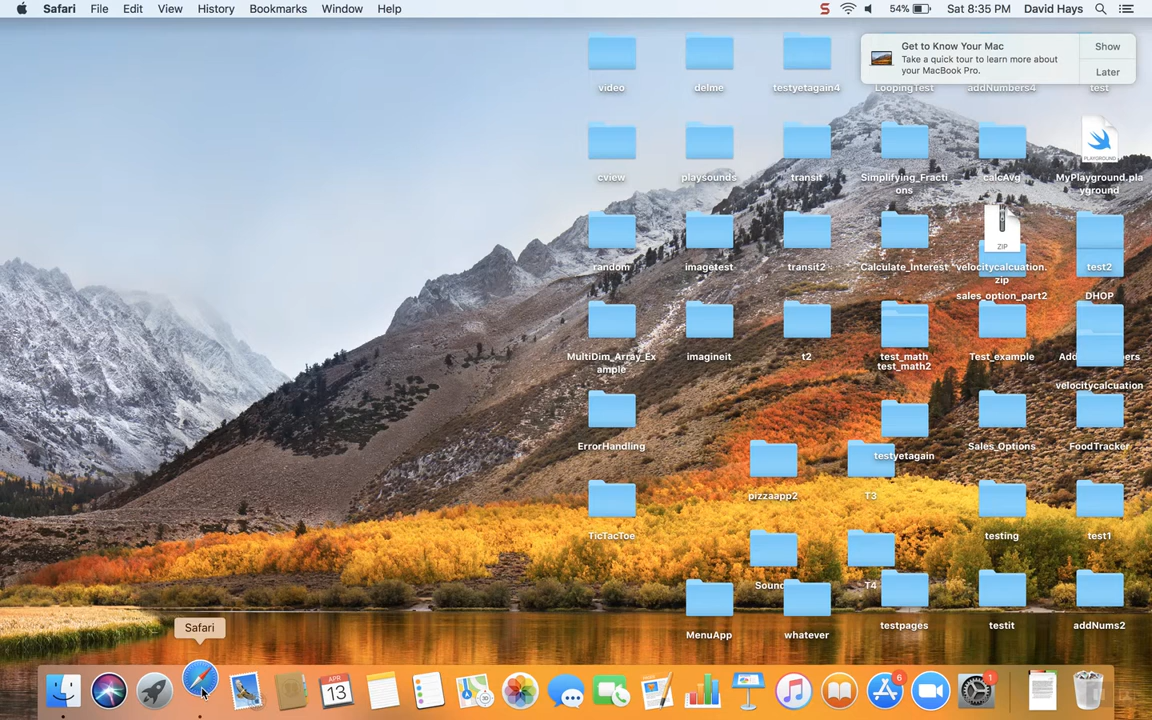 Safari File Edit View History Bookmarks Window Help
S 54% Sat 8:35 PM David Hays
Get to Know Your Mac
Take a quick tour to learn more about
your MacBook Pro.
Show
Later
video delme testyetagain4 LoopingTest addNumbers4 test
cview playsounds transit Simplifying_Fracti
ons calcAvg MyPlayground.pla
yground
PLAYGROUND
ZIP
random imagetest transit2 Calculate_Interest velocitycalcuation.
zip test2
sales_option_part2 DHOP
MultiDim_Array_Ex
ample imagineit t2 test_math
test_math2 Test_example
velocitycalcuation
ErrorHandling testyetagain Sales_Options FoodTracker
pizzaapp2 T3
TicTacToe testing test1
T4
MenuApp whatever testpages testit addNums2
Safari
APR
13
6
1